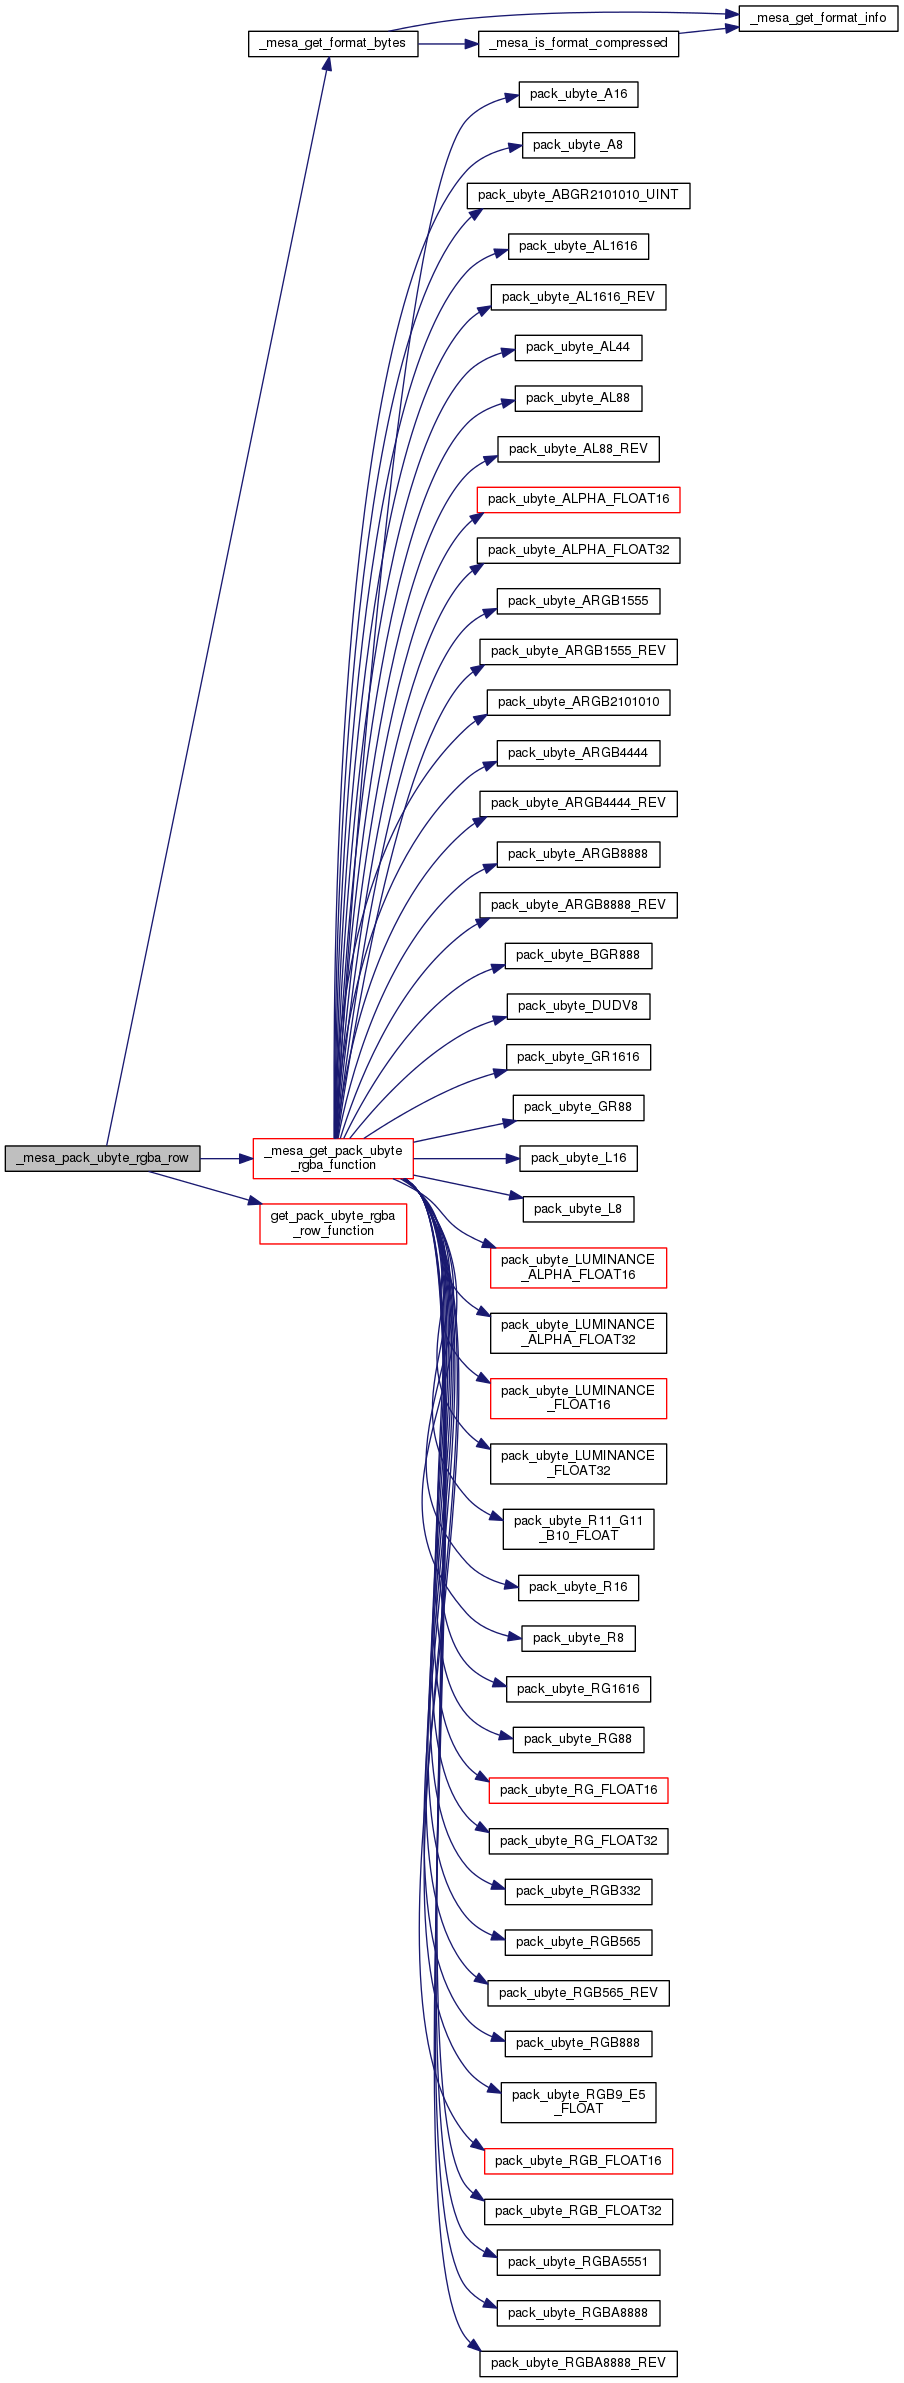 _mesa_get_format_info
_mesa_get_format_bytes
_mesa_is_format_compressed
pack_ubyte_A16
pack_ubyte_A8
pack_ubyte_ABGR2101010_UINT
pack_ubyte_AL1616
pack_ubyte_AL1616_REV
pack_ubyte_AL44
pack_ubyte_AL88
pack_ubyte_AL88_REV
pack_ubyte_ALPHA_FLOAT16
pack_ubyte_ALPHA_FLOAT32
pack_ubyte_ARGB1555
pack_ubyte_ARGB1555_REV
pack_ubyte_ARGB2101010
pack_ubyte_ARGB4444
pack_ubyte_ARGB4444_REV
pack_ubyte_ARGB8888
pack_ubyte_ARGB8888_REV
pack_ubyte_BGR888
pack_ubyte_DUDV8
pack_ubyte_GR1616
pack_ubyte_GR88
_mesa_pack_ubyte_rgba_row
_mesa_get_pack_ubyte
_rgba_function
pack_ubyte_L16
get_pack_ubyte_rgba
_row_function
pack_ubyte_L8
pack_ubyte_LUMINANCE
_ALPHA_FLOAT16
pack_ubyte_LUMINANCE
_ALPHA_FLOAT32
pack_ubyte_LUMINANCE
_FLOAT16
pack_ubyte_LUMINANCE
_FLOAT32
pack_ubyte_R11_G11
_B10_FLOAT
pack_ubyte_R16
pack_ubyte_R8
pack_ubyte_RG1616
pack_ubyte_RG88
pack_ubyte_RG_FLOAT16
pack_ubyte_RG_FLOAT32
pack_ubyte_RGB332
pack_ubyte_RGB565
pack_ubyte_RGB565_REV
pack_ubyte_RGB888
pack_ubyte_RGB9_E5
_FLOAT
pack_ubyte_RGB_FLOAT16
pack_ubyte_RGB_FLOAT32
pack_ubyte_RGBA5551
pack_ubyte_RGBA8888
pack_ubyte_RGBA8888_REV